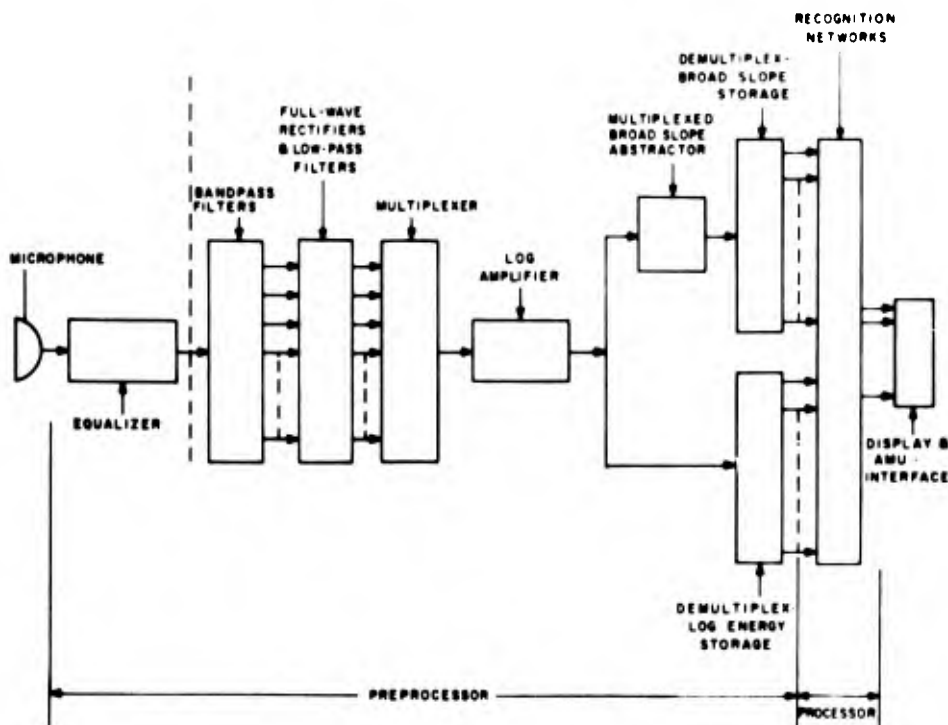 RECOGNITION
NETWORKS
DEMULTIPLEX-
BROAD SLOPE
STORAGE
FULL-WAVE
RECTIFIERS
& LOW-PASS
FILTERS
MULTIPLEXED
BROAD SLOPE
ABSTRACTOR
BANDPASS
FILTERS
MULTIPLEXER
MICROPHONE
LOG
AMPLIFIER
EQUALIZER
DISPLAY &
AMU -
INTERFACE
DEMULTIPLEX-
LOG ENERGY
STORAGE
PREPROCESSOR
PROCESSOR